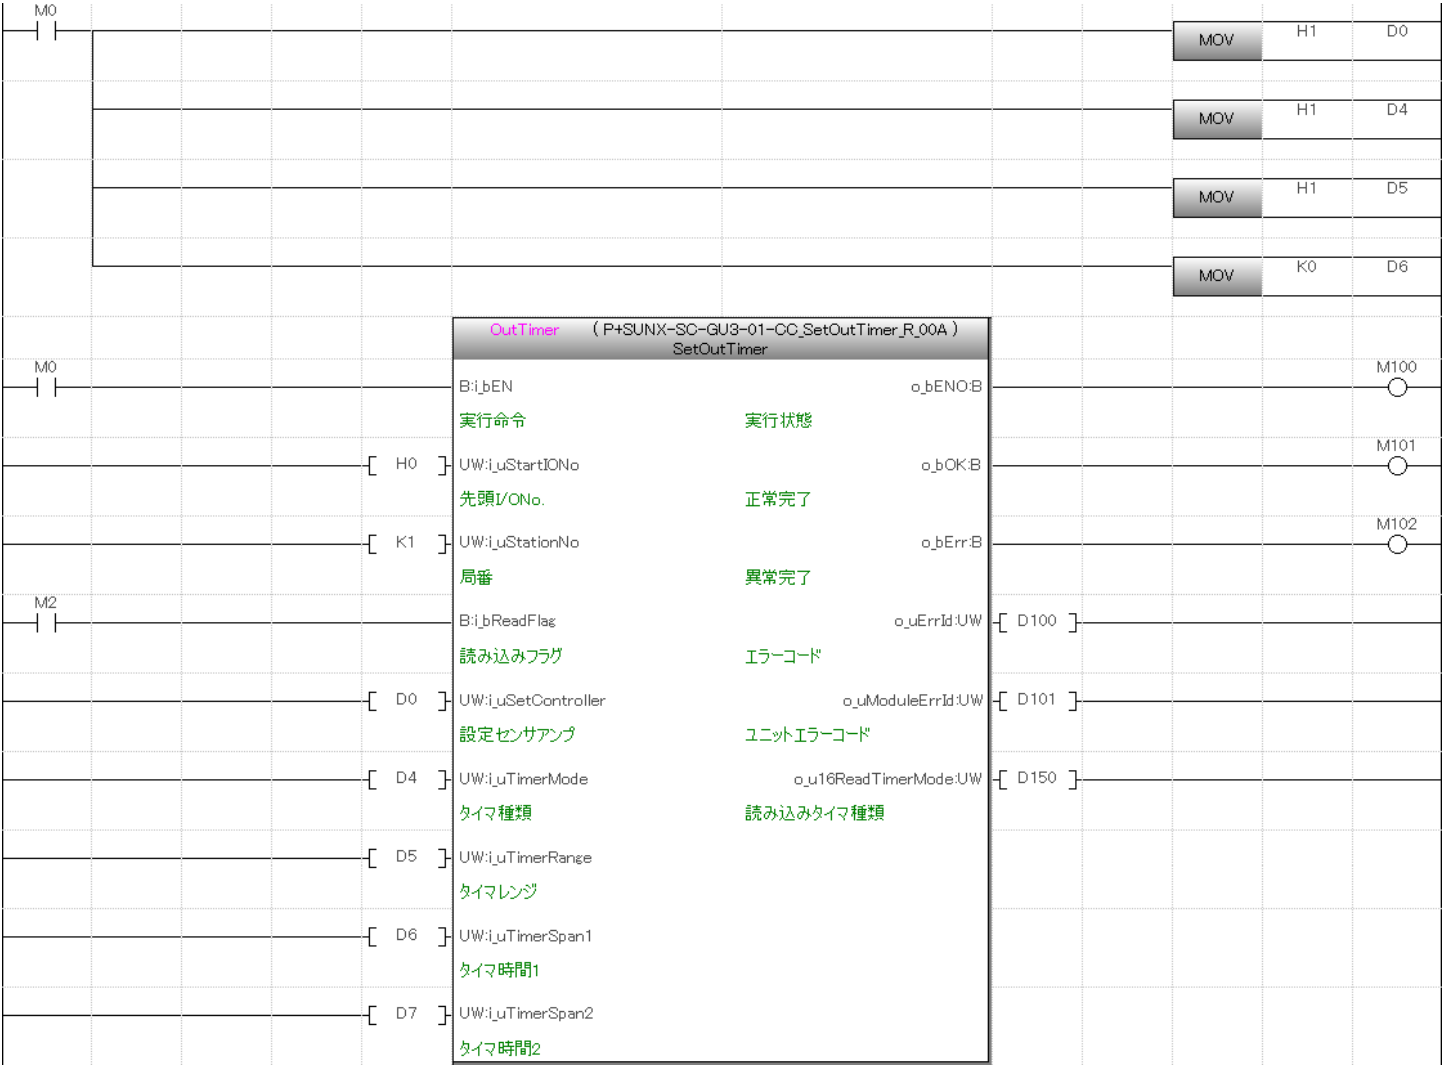 M0
MOV H1 D0
MOV H1 D4
MOV H1 D5
MOV K0 D6
OutTimer (P+SUNX-SC-GU3-01-CC_SetOutTimer_R_00A)
SetOutTimer
M0 M100
B:i_bEN o_bENO:B
実行命令 実行状態
M101
H0 UW:i_uStartIONo o_bOK:B
先頭I/ONo. 正常完了
M102
K1 UW:i_uStationNo o_bErr:B
局番 異常完了
M2
B:i_bReadFlag o_uErrId:UW D100
読み込みフラグ エラーコード
D0 UW:i_uSetController o_uModuleErrId:UW D101
設定センサアンプ ユニットエラーコード
D4 UW:i_uTimerMode o_u16ReadTimerMode:UW D150
タイマ種類 読み込みタイマ種類
D5 UW:i_uTimerRange
タイマレンジ
D6 UW:i_uTimerSpan1
タイマ時間1
D7 UW:i_uTimerSpan2
タイマ時間2